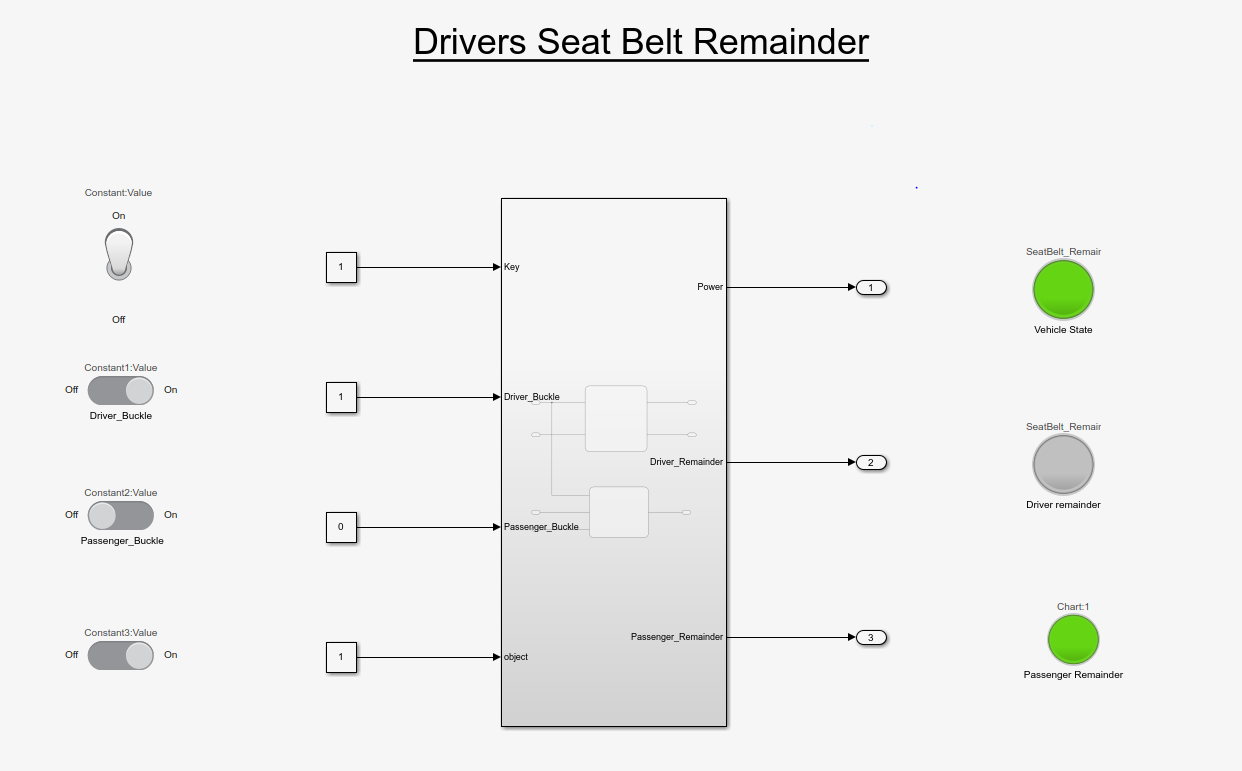 Drivers Seat Belt Remainder
Constant:Value
On
Off
Constant1:Value
Off On
Driver_Buckle
Constant2:Value
Off On
Passenger_Buckle
Constant3:Value
Off On
1
1
0
1
Key
Driver_Buckle
Passenger_Buckle
object
Power
Driver_Remainder
Passenger_Remainder
1
2
3
SeatBelt_Remair
Vehicle State
SeatBelt_Remair
Driver remainder
Chart:1
Passenger Remainder